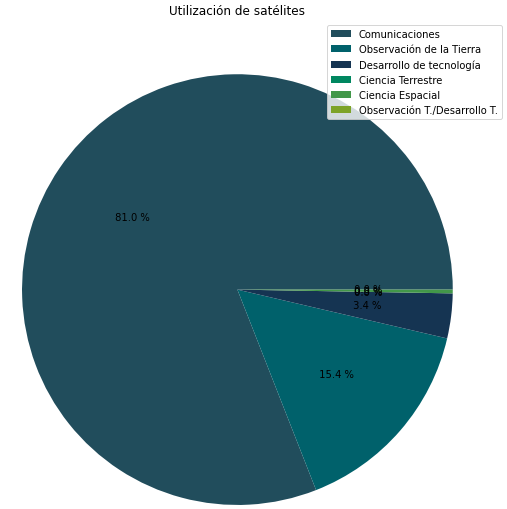 Utilización de satélites
Comunicaciones
Observación de la Tierra
Desarrollo de tecnología
Ciencia Terrestre
Ciencia Espacial
Observación T./Desarrollo T.
81.0 %
3.4 %
15.4 %